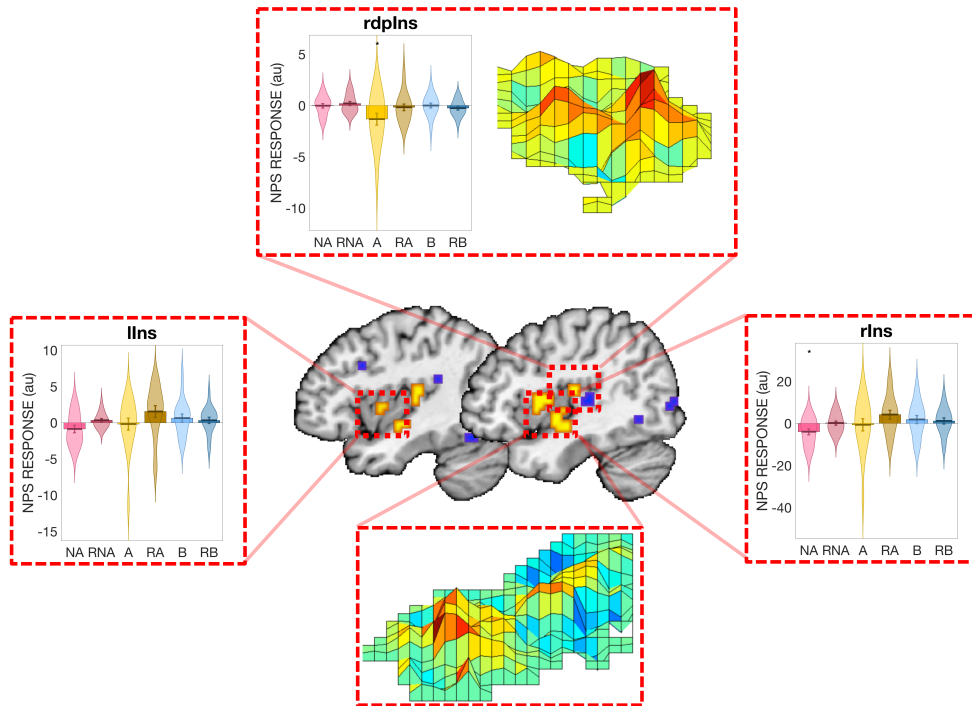 rdpIns
NPS RESPONSE (au)
5
0
-5
-10
NA RNA A RA B RB
lIns
NPS RESPONSE (au)
10
5
0
-5
-10
-15
NA RNA A RA B RB
rIns
NPS RESPONSE (au)
20
0
-20
-40
NA RNA A RA B RB